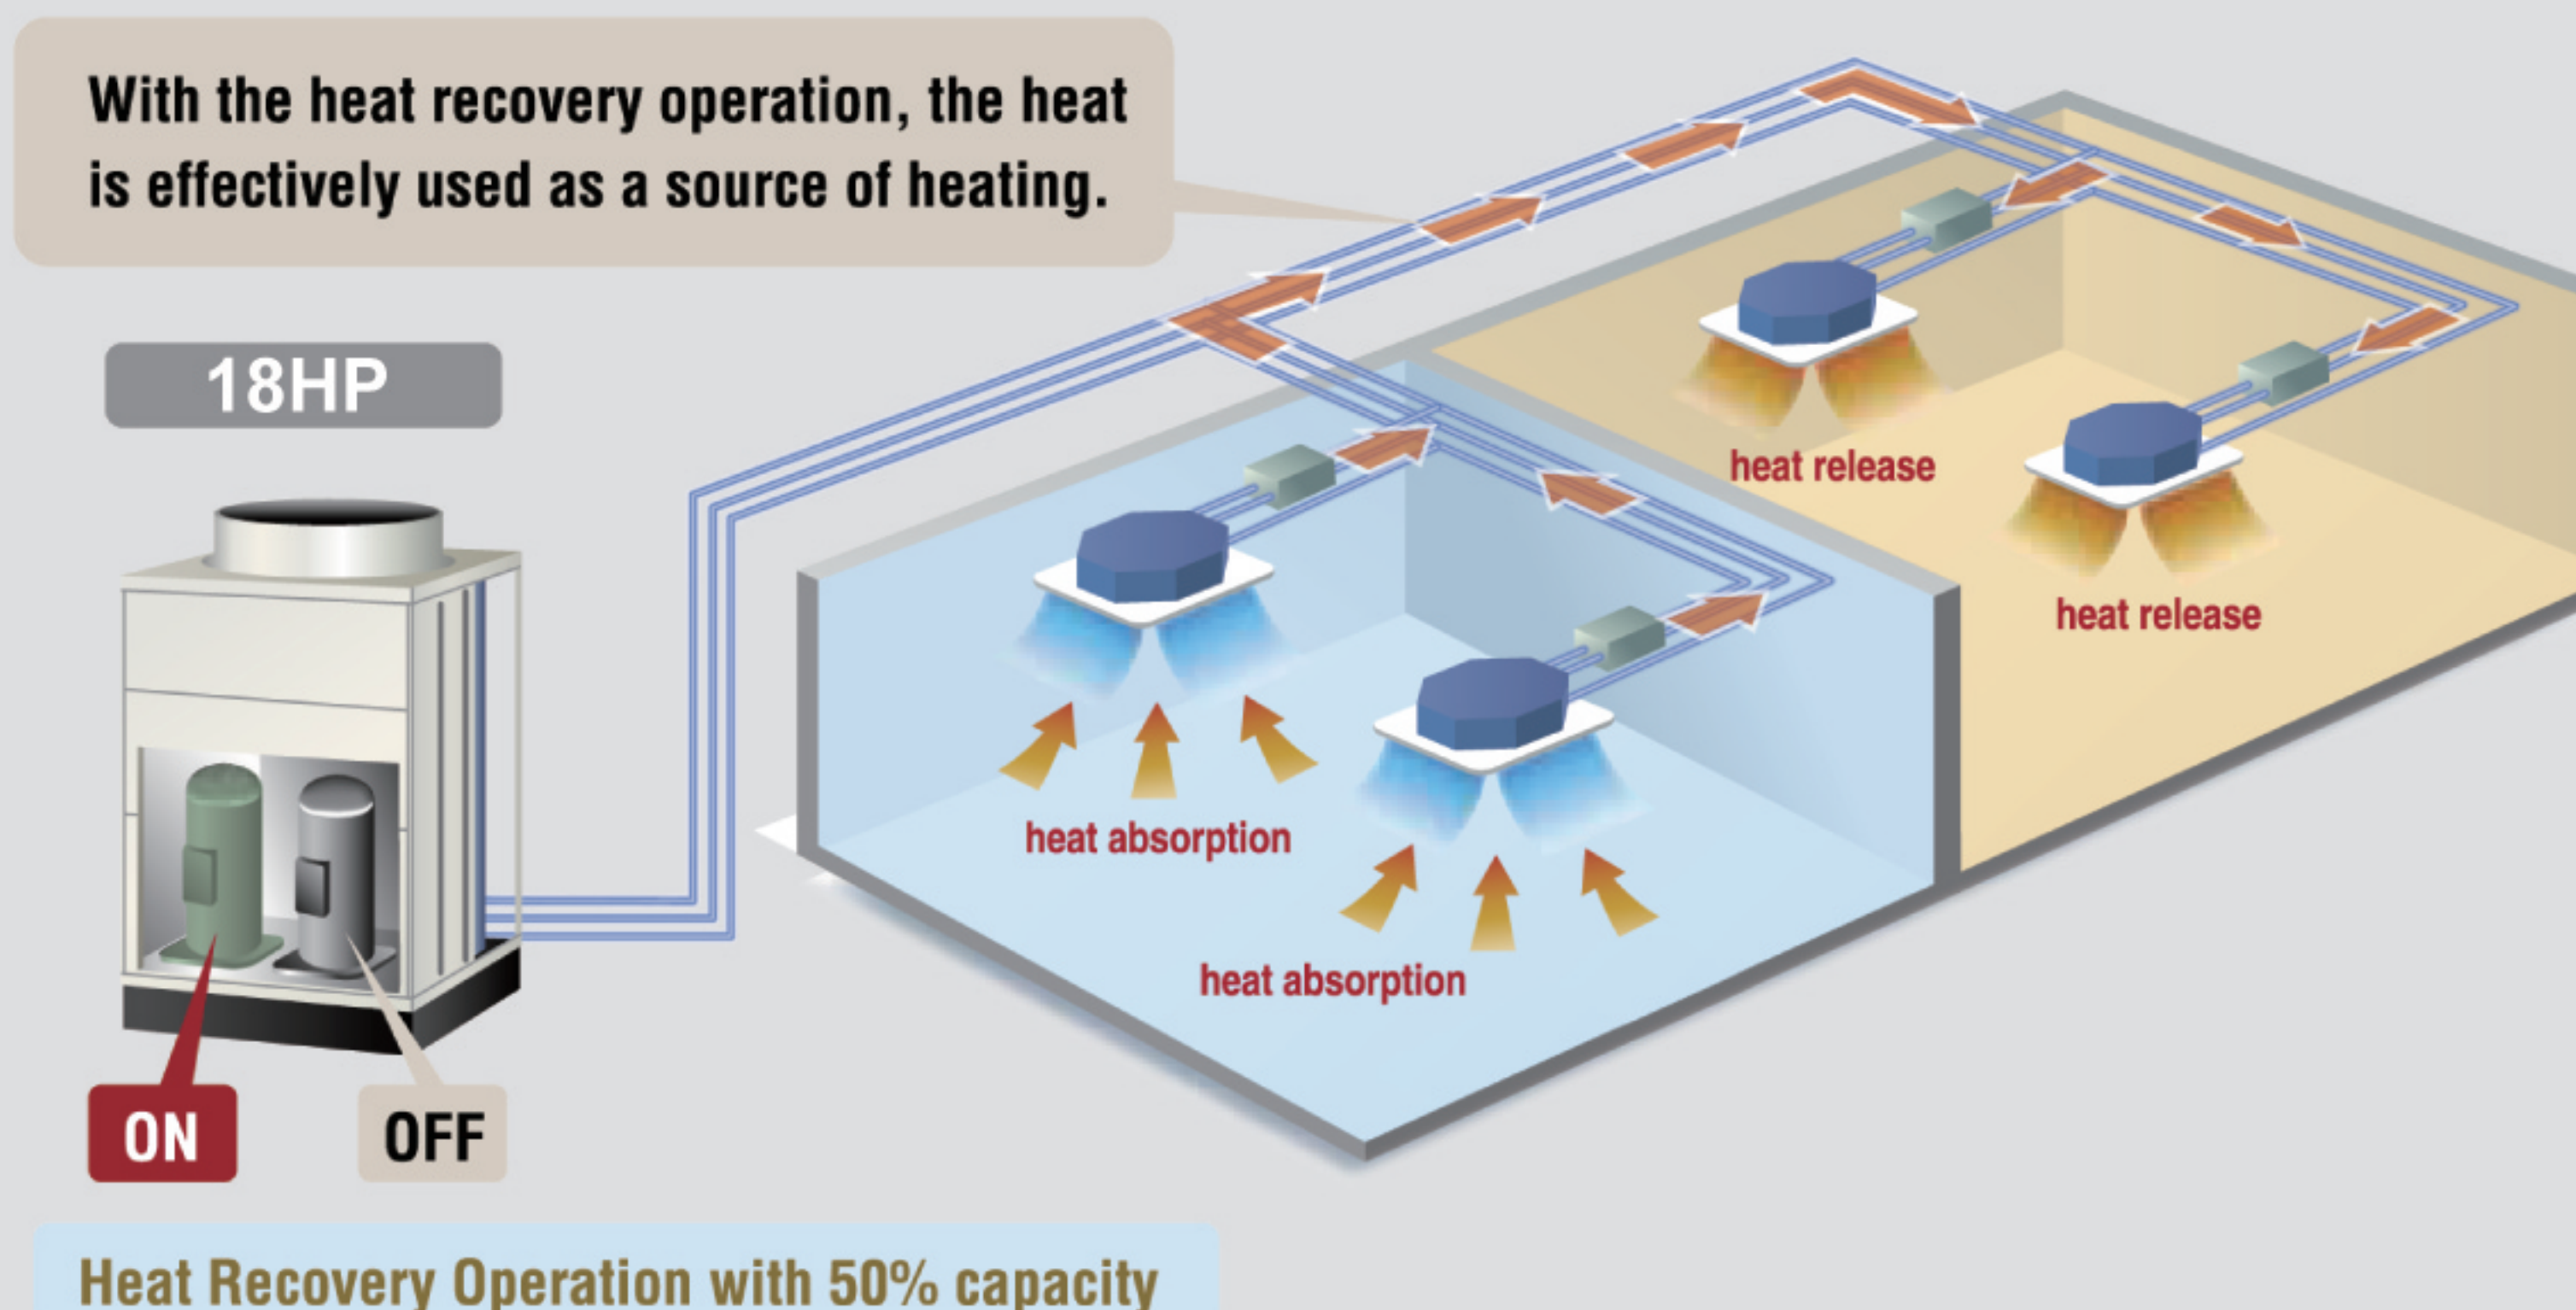 With the heat recovery operation, the heat
is effectively used as a source of heating.
18HP
heat release
heat release
heat absorption
heat absorption
ON
OFF
Heat Recovery Operation with 50% capacity